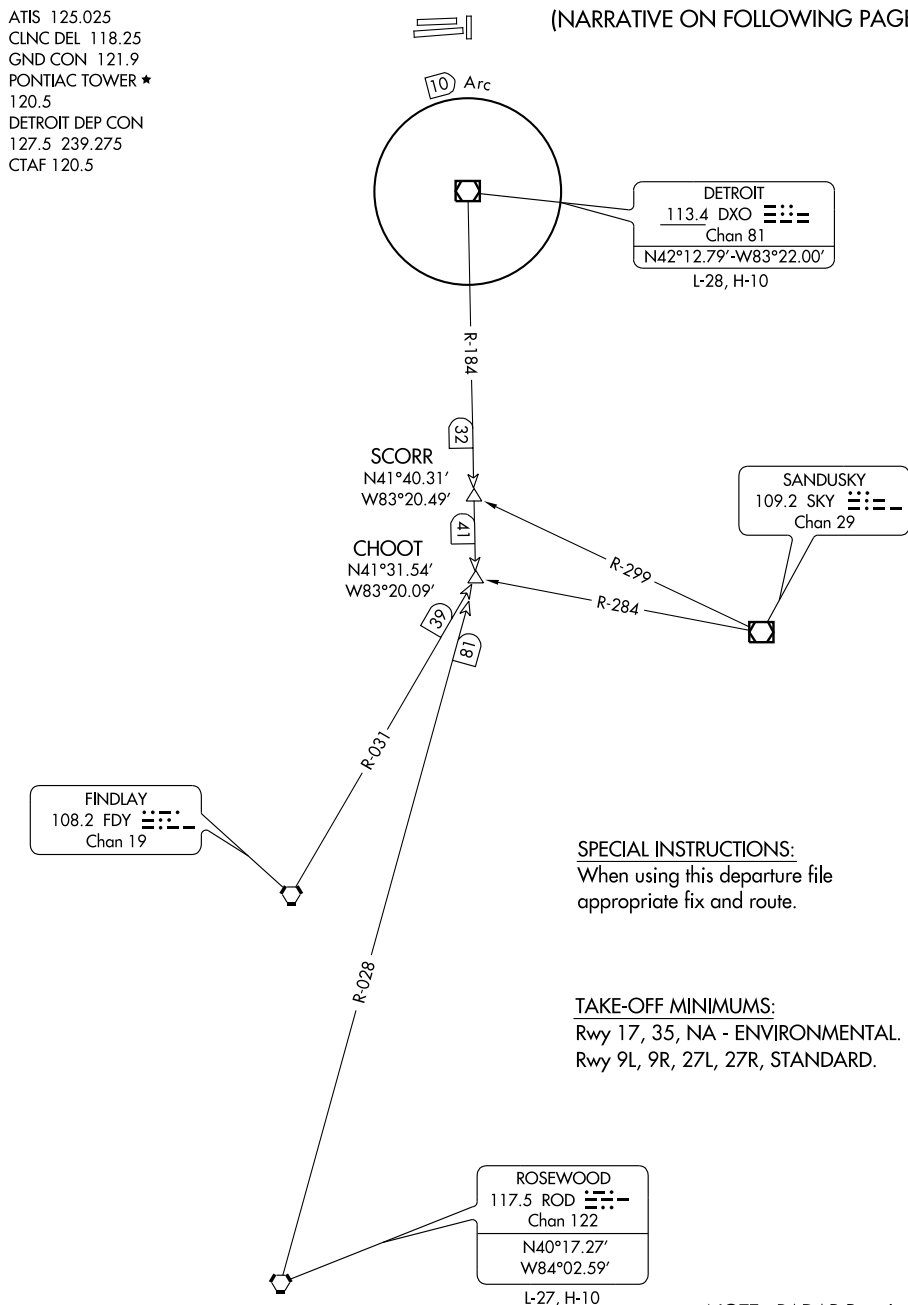 ATIS 125.025
CLNC DEL 118.25
GND CON 121.9
PONTIAC TOWER ★
120.5
DETROIT DEP CON
127.5 239.275
CTAF 120.5
(NARRATIVE ON FOLLOWING PAGE
10 Arc
DETROIT
113.4 DXO
Chan 81
N42°12.79'-W83°22.00'
L-28, H-10
R-184
32
SCORR
N41°40.31'
W83°20.49'
41
CHOOT
N41°31.54'
W83°20.09'
SANDUSKY
109.2 SKY
Chan 29
R-299
R-284
39
81
R-031
FINDLAY
108.2 FDY
Chan 19
R-028
SPECIAL INSTRUCTIONS:
When using this departure file
appropriate fix and route.
TAKE-OFF MINIMUMS:
Rwy 17, 35, NA - ENVIRONMENTAL.
Rwy 9L, 9R, 27L, 27R, STANDARD.
ROSEWOOD
117.5 ROD
Chan 122
N40°17.27'
W84°02.59'
L-27, H-10